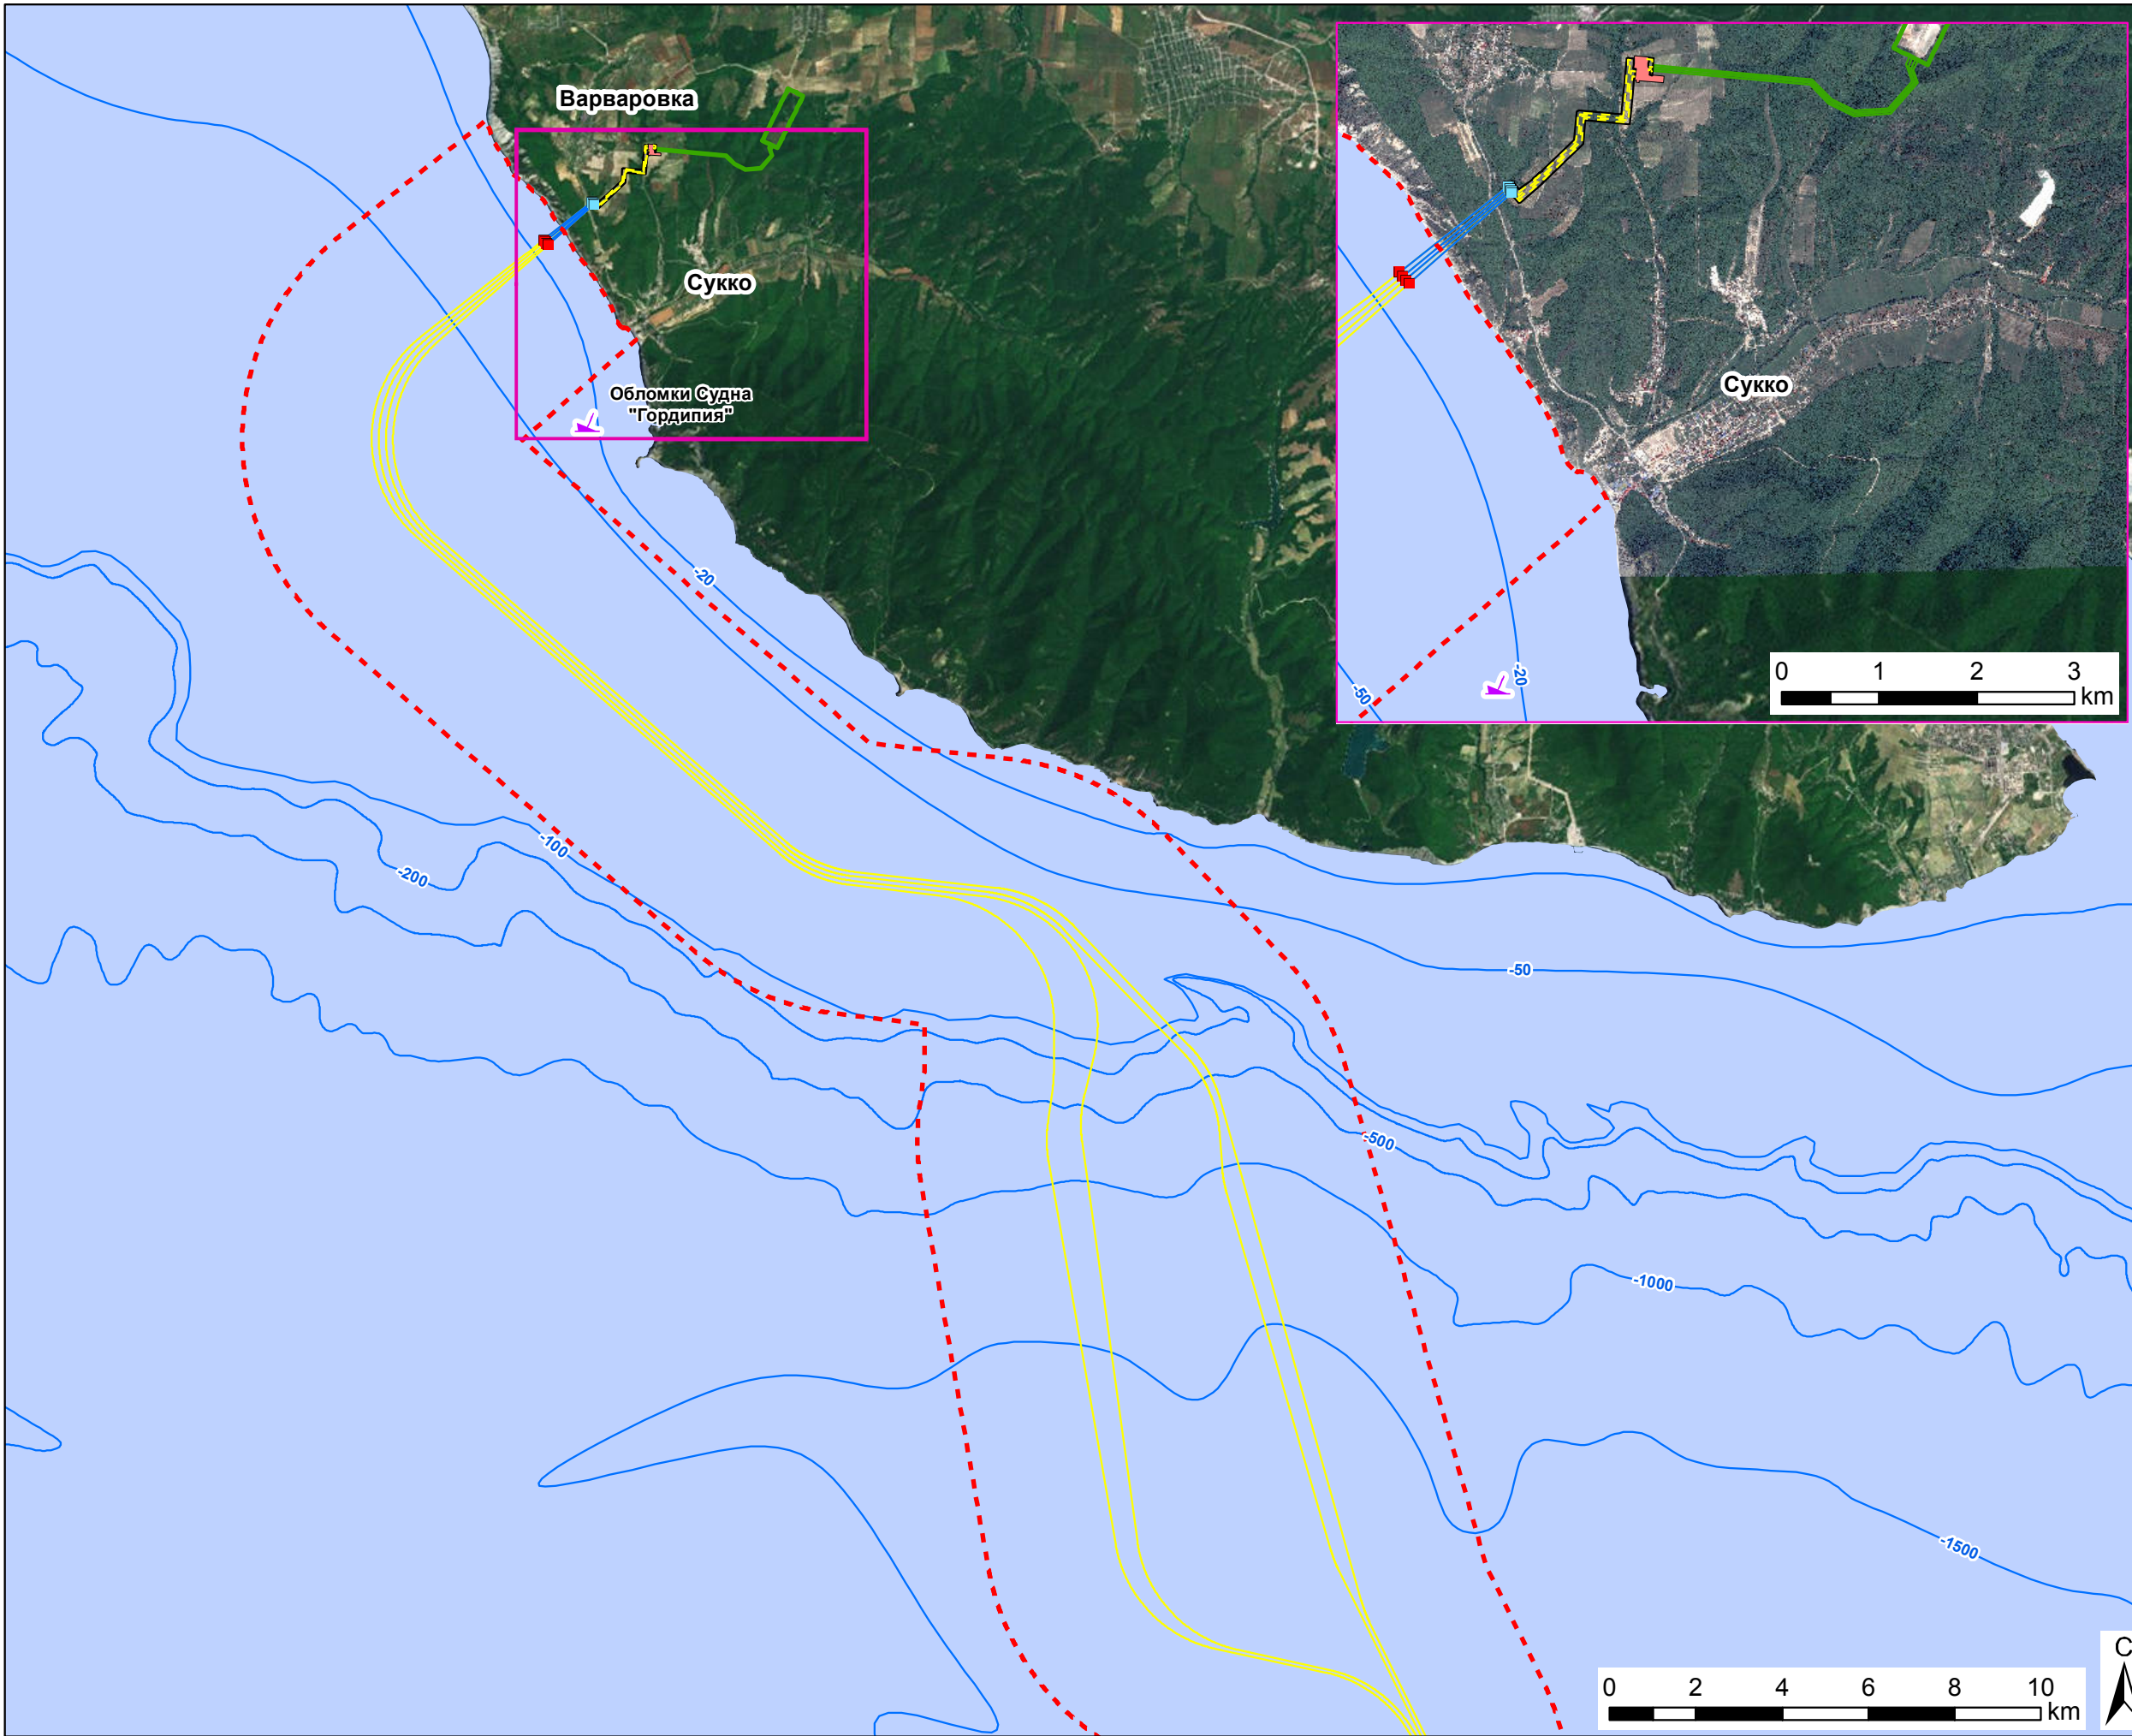 Варваровка
Сукко
Обломки Судна
"Гордипия"
Сукко
-20
-50
0 1 2 3
km
-20
-100
-200
-50
-500
-1000
-1500
С
0 2 4 6 8 10
km